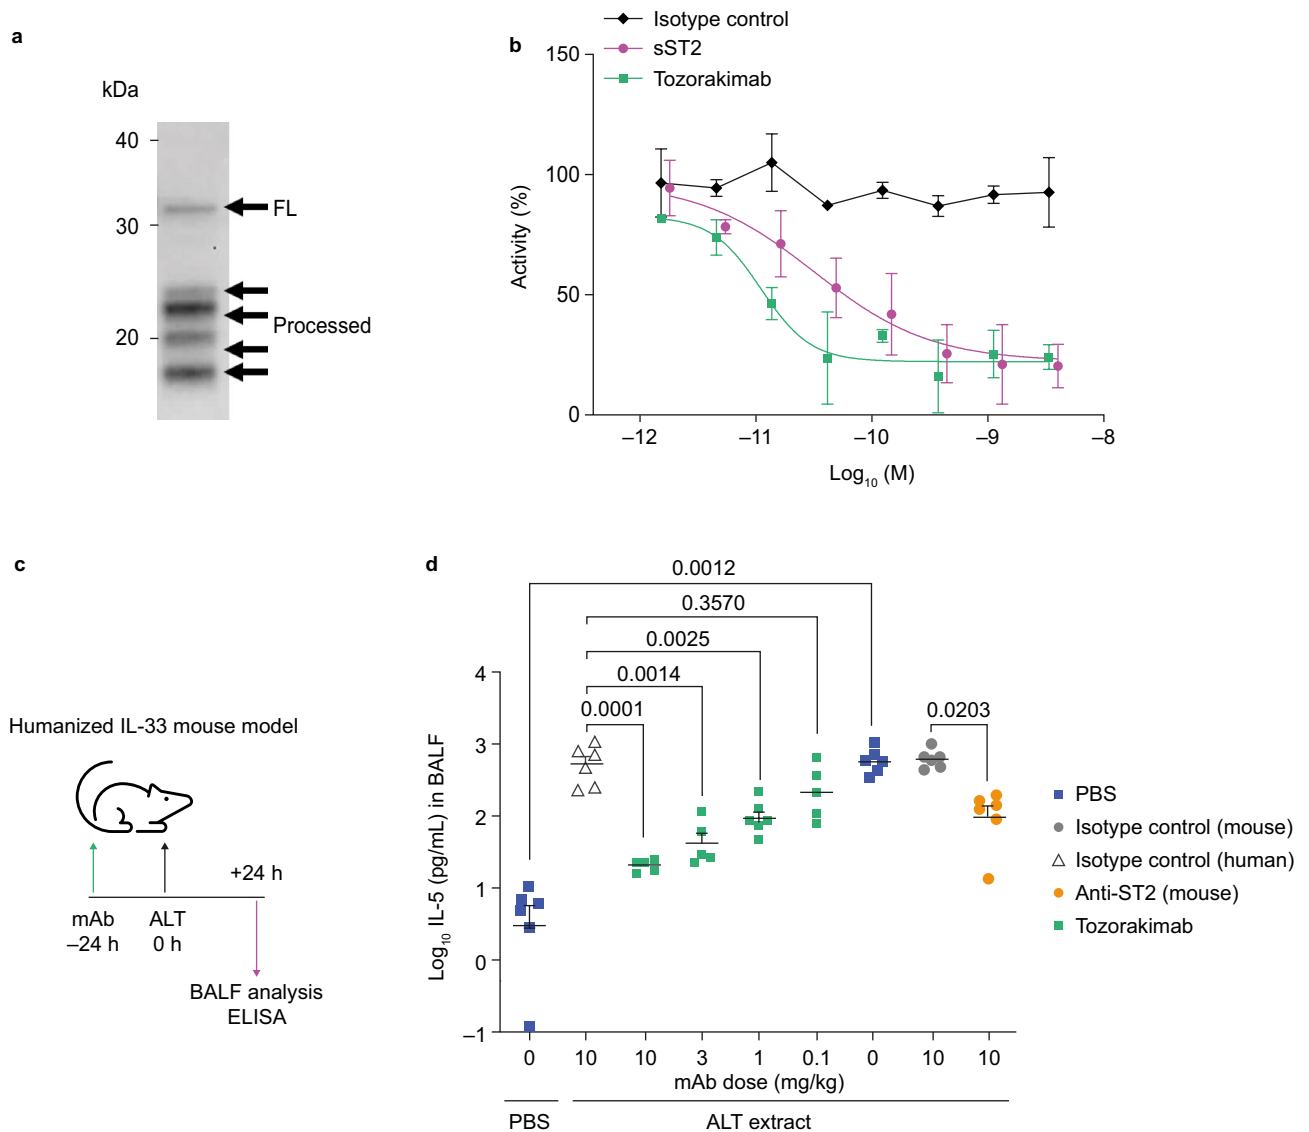 a
kDa
40
30
20
FL
Processed
b
Isotype control
sST2
Tozorakimab
150
100
50
0
Activity (%)
–12
–11
–10
–9
–8
Log10 (M)
c
Humanized IL-33 mouse model
+24 h
mAb
–24 h
ALT
0 h
BALF analysis
ELISA
d
0.0012
0.3570
0.0025
0.0014
0.0001
0.0203
4
3
2
1
0
–1
Log10 IL-5 (pg/mL) in BALF
0 10 10 3 1 0.1 0 10 10
mAb dose (mg/kg)
PBS ALT extract
PBS
Isotype control (mouse)
Isotype control (human)
Anti-ST2 (mouse)
Tozorakimab